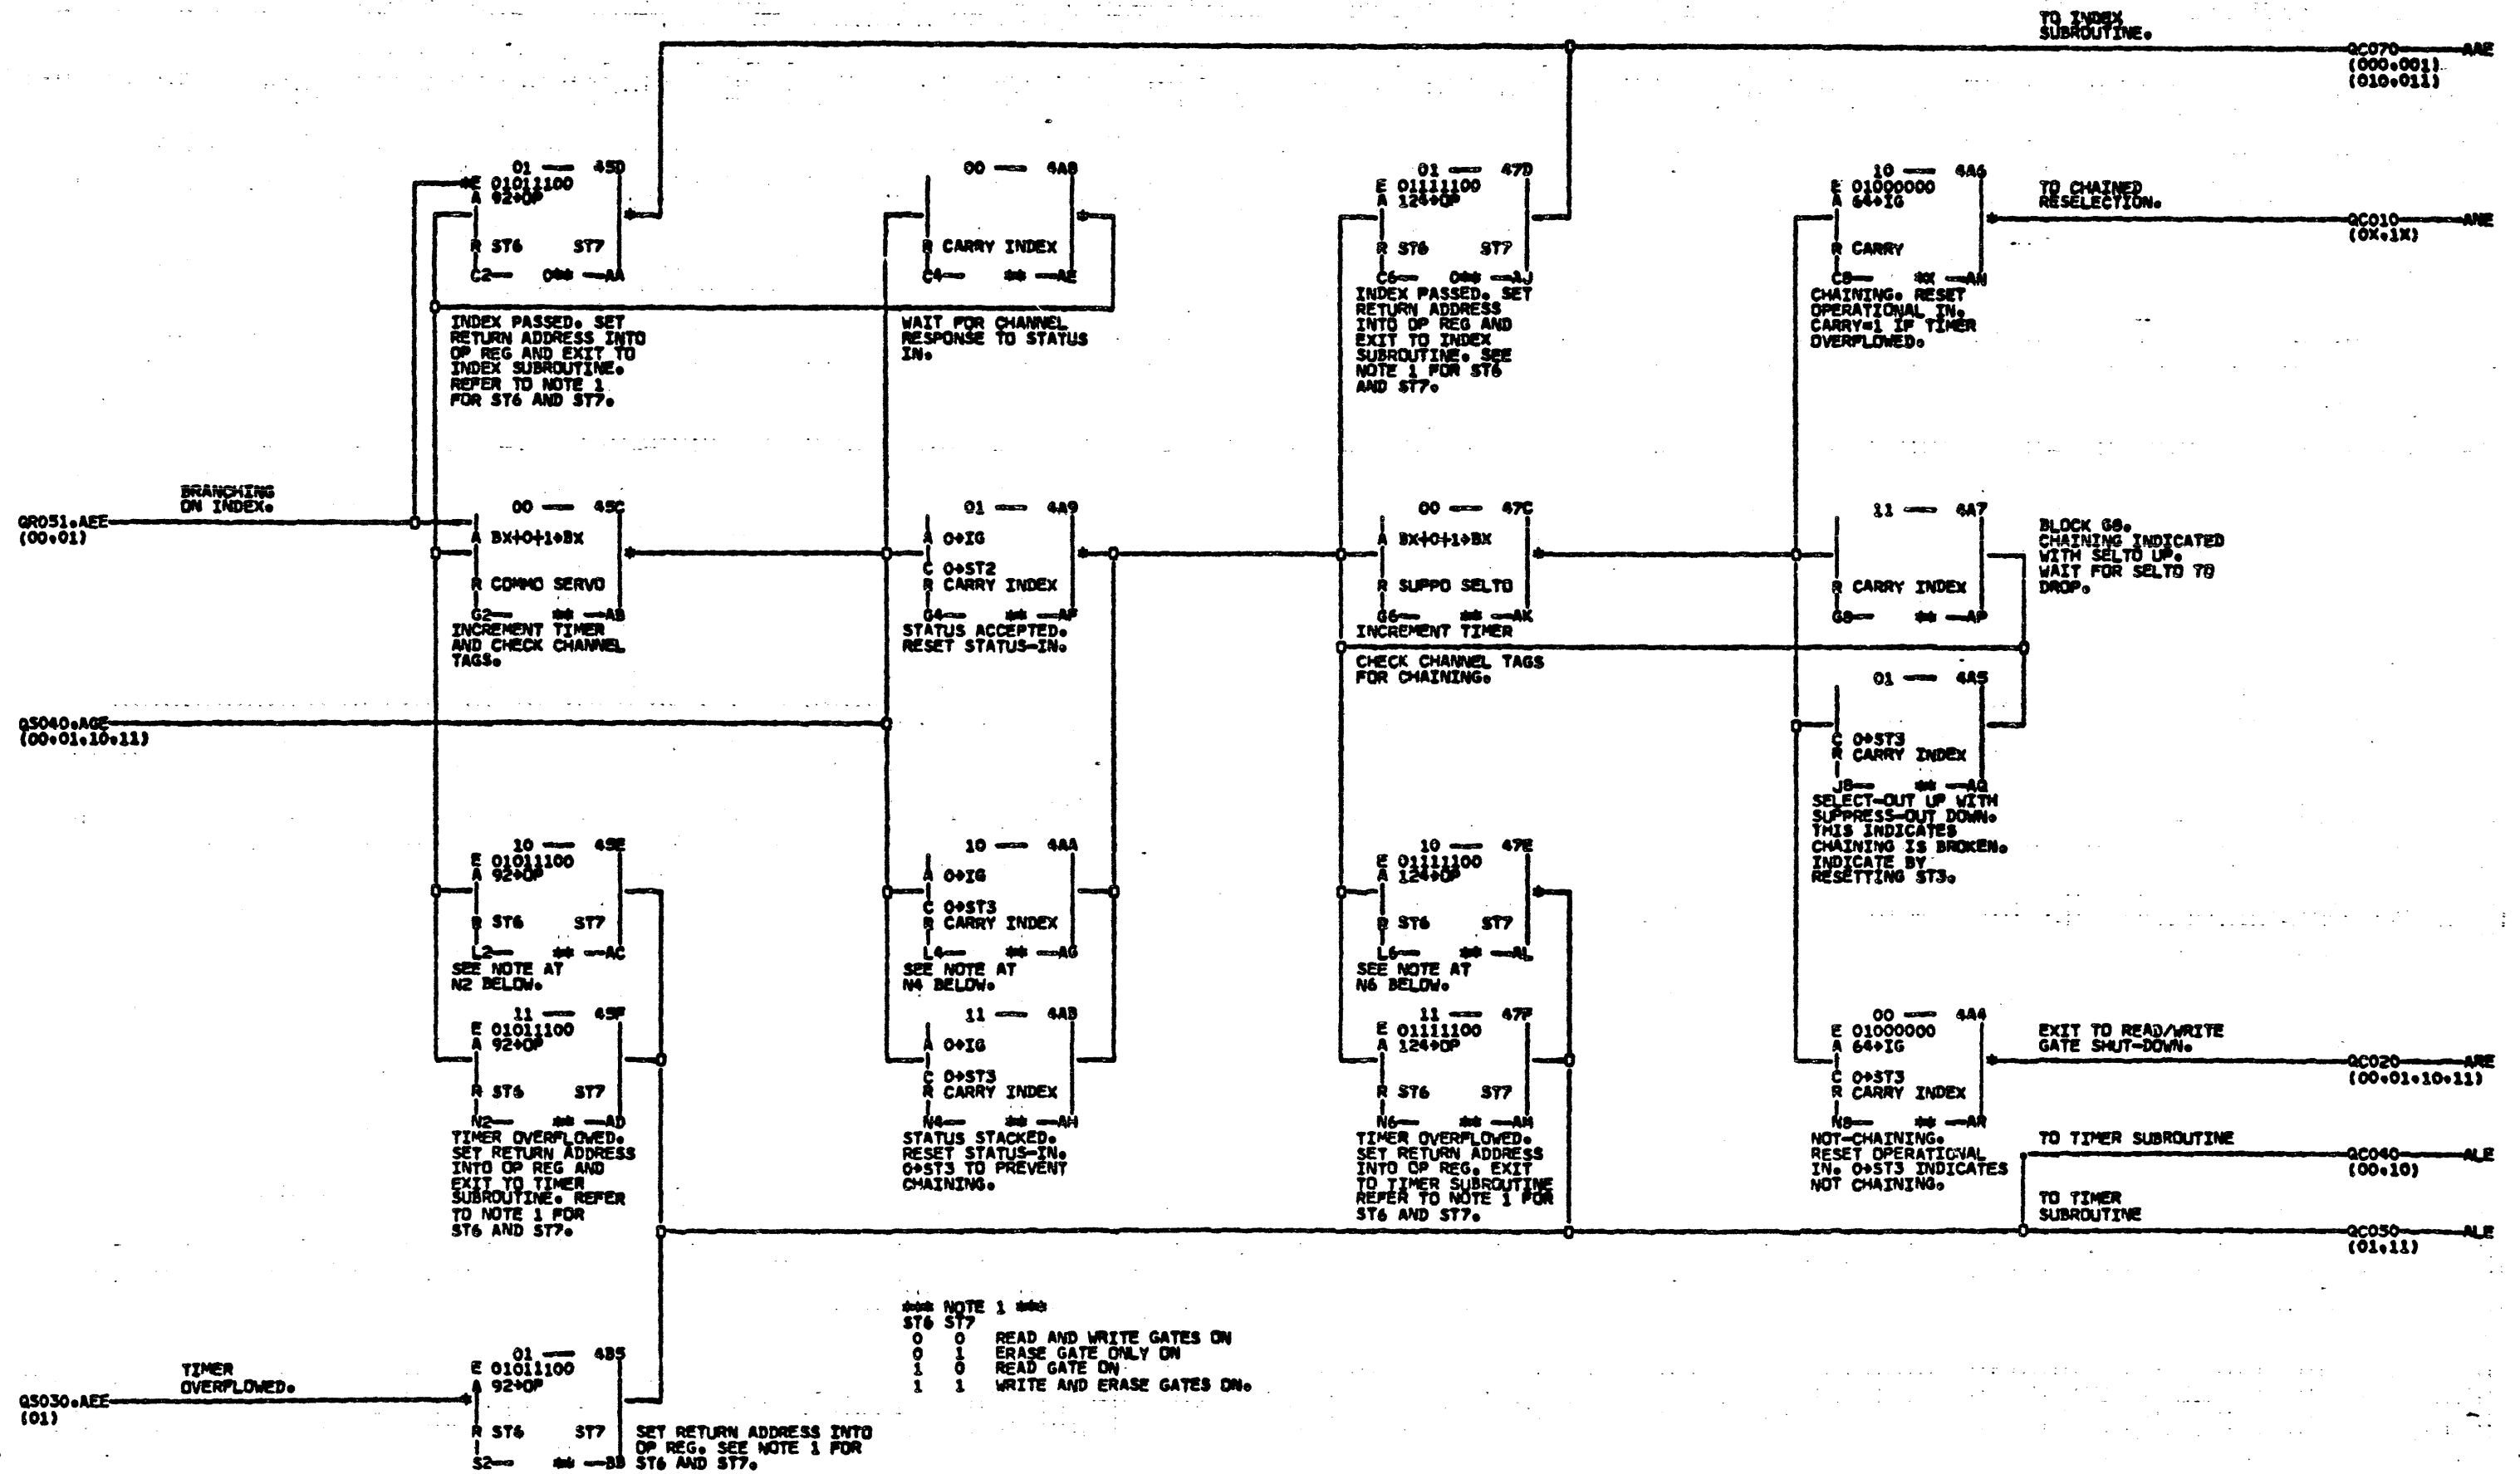 TO INDEX
SUBROUTINE.
QC070 AAE
(000.001)
(010.011)
01 — 45D
*E 01011100
A 92→OP
R ST6 ST7
C2— 0** —AA
INDEX PASSED. SET
RETURN ADDRESS INTO
OP REG AND EXIT TO
INDEX SUBROUTINE.
REFER TO NOTE 1
FOR ST6 AND ST7.
00 — 4A8
R CARRY INDEX
C4— ** —AE
WAIT FOR CHANNEL
RESPONSE TO STATUS
IN.
01 — 47D
E 01111100
A 124→OP
R ST6 ST7
C6— 0** —AJ
INDEX PASSED. SET
RETURN ADDRESS
INTO OP REG AND
EXIT TO INDEX
SUBROUTINE. SEE
NOTE 1 FOR ST6
AND ST7.
10 — 4A6
E 01000000
A 64→IG
R CARRY
C8— *X —AN
CHAINING. RESET
OPERATIONAL IN.
CARRY=1 IF TIMER
OVERFLOWED.
TO CHAINED
RESELECTION.
QC010 ANE
(0X.1X)
BRANCHING
ON INDEX.
QR051.AEE
(00.01)
00 — 45C
A BX+0+1→BX
R COMMO SERVO
G2— ** —AB
INCREMENT TIMER
AND CHECK CHANNEL
TAGS.
01 — 4A9
A 0→IG
C 0→ST2
R CARRY INDEX
G4— ** —AF
STATUS ACCEPTED.
RESET STATUS-IN.
00 — 47C
A BX+0+1→BX
R SUPPO SELTO
G6— ** —AK
INCREMENT TIMER
CHECK CHANNEL TAGS
FOR CHAINING.
11 — 4A7
R CARRY INDEX
G8— ** —AP
BLOCK G8.
CHAINING INDICATED
WITH SELTO UP.
WAIT FOR SELTO TO
DROP.
QS040.AGE
(00.01.10.11)
01 — 4A5
C 0→ST3
R CARRY INDEX
J8— ** —AQ
SELECT-OUT UP WITH
SUPPRESS-OUT DOWN.
THIS INDICATES
CHAINING IS BROKEN.
INDICATE BY
RESETTING ST3.
10 — 45E
E 01011100
A 92→OP
R ST6 ST7
L2— ** —AC
SEE NOTE AT
N2 BELOW.
10 — 4AA
A 0→IG
C 0→ST3
R CARRY INDEX
L4— ** —AG
SEE NOTE AT
N4 BELOW.
10 — 47E
E 01111100
A 124→OP
R ST6 ST7
L6— ** —AL
SEE NOTE AT
N6 BELOW.
11 — 45F
E 01011100
A 92→OP
R ST6 ST7
N2— ** —AD
TIMER OVERFLOWED.
SET RETURN ADDRESS
INTO OP REG AND
EXIT TO TIMER
SUBROUTINE. REFER
TO NOTE 1 FOR
ST6 AND ST7.
11 — 4AB
A 0→IG
C 0→ST3
R CARRY INDEX
N4— ** —AH
STATUS STACKED.
RESET STATUS-IN.
0→ST3 TO PREVENT
CHAINING.
11 — 47F
E 01111100
A 124→OP
R ST6 ST7
N6— ** —AM
TIMER OVERFLOWED.
SET RETURN ADDRESS
INTO OP REG. EXIT
TO TIMER SUBROUTINE
REFER TO NOTE 1 FOR
ST6 AND ST7.
00 — 4A4
E 01000000
A 64→IG
C 0→ST3
R CARRY INDEX
N8— ** —AR
NOT-CHAINING.
RESET OPERATIONAL
IN. 0→ST3 INDICATES
NOT CHAINING.
EXIT TO READ/WRITE
GATE SHUT-DOWN.
QC020 ARE
(00.01.10.11)
TO TIMER SUBROUTINE
QC040 ALE
(00.10)
TO TIMER
SUBROUTINE
QC050 ALE
(01.11)
*** NOTE 1 ***
ST6 ST7
0 0 READ AND WRITE GATES ON
0 1 ERASE GATE ONLY ON
1 0 READ GATE ON
1 1 WRITE AND ERASE GATES ON.
TIMER
OVERFLOWED.
QS030.AEE
(01)
01 — 4B5
E 01011100
A 92→OP
R ST6 ST7
S2— ** —BB
SET RETURN ADDRESS INTO
OP REG. SEE NOTE 1 FOR
ST6 AND ST7.